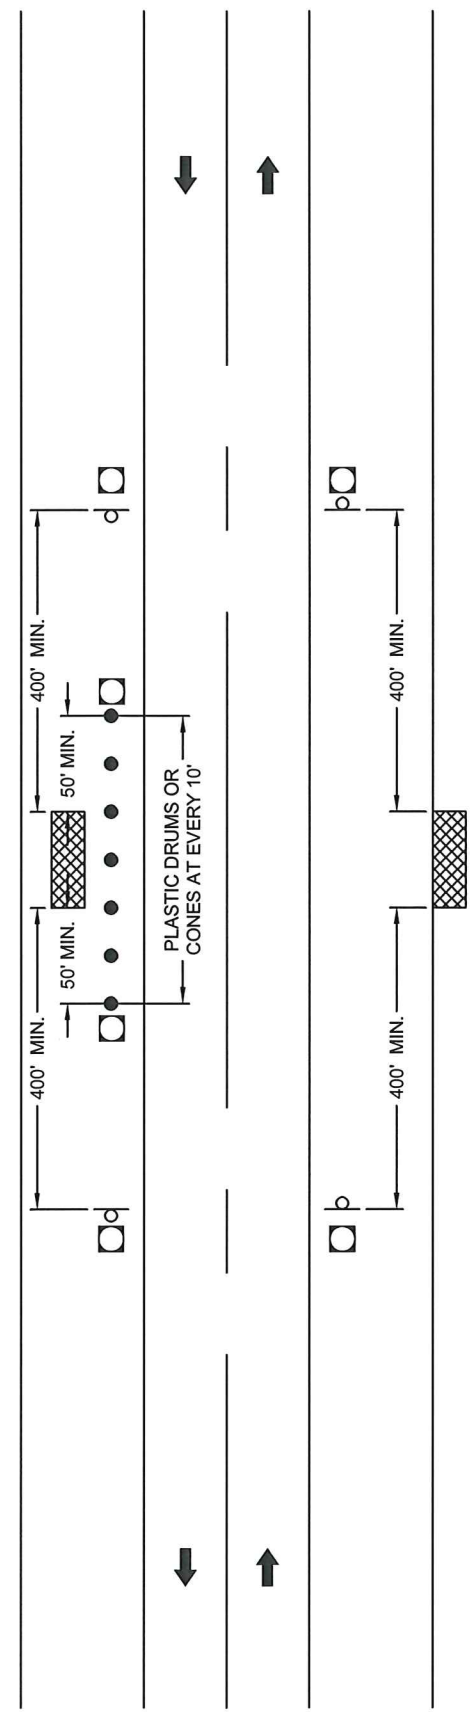 400' MIN.
400' MIN.
50' MIN.
PLASTIC DRUMS OR
CONES AT EVERY 10'
50' MIN.
400' MIN.
400' MIN.